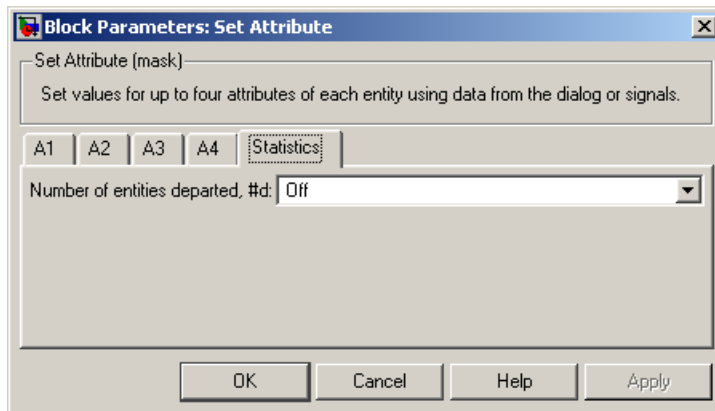 Block Parameters: Set Attribute
Set Attribute (mask)
Set values for up to four attributes of each entity using data from the dialog or signals.
A1 A2 A3 A4 Statistics
Number of entities departed, #d: Off
OK Cancel Help Apply